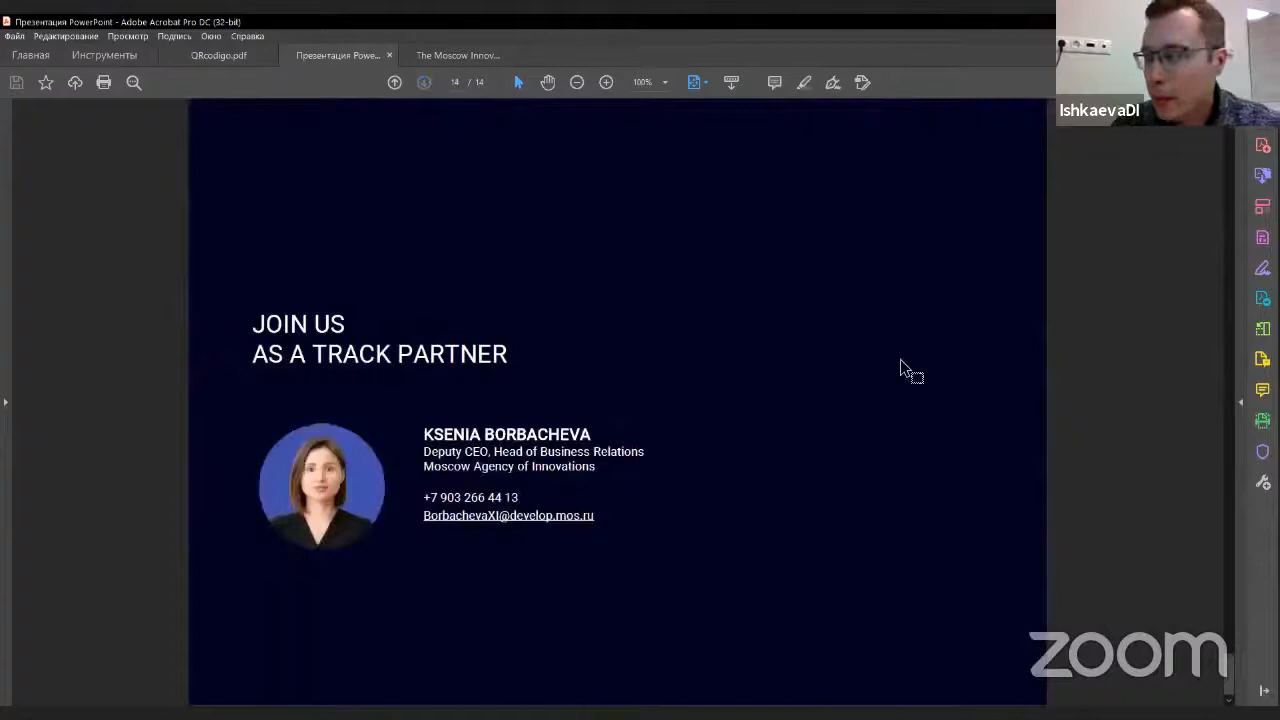 Презентация PowerPoint - Adobe Acrobat Pro DC (32-bit)
Файл Редактирование Просмотр Подпись Окно Справка
Главная Инструменты QRcodigo.pdf Презентация Powe... × The Moscow Innov...
14 / 14 100%
IshkaevaDI
JOIN US
AS A TRACK PARTNER
KSENIA BORBACHEVA
Deputy CEO, Head of Business Relations
Moscow Agency of Innovations
+7 903 266 44 13
BorbachevaXI@develop.mos.ru
zoom